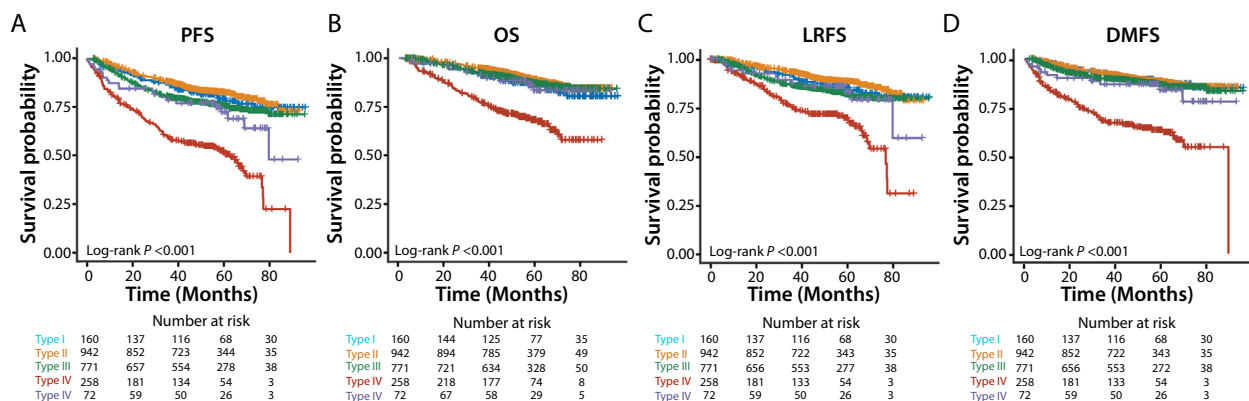 A
PFS
Survival probability
1.00
0.75
0.50
0.25
0.00
Log-rank P <0.001
0 20 40 60 80
Time (Months)
Number at risk
Type I 160 137 116 68 30
Type II 942 852 723 344 35
Type III 771 657 554 278 38
Type IV 258 181 134 54 3
Type IV 72 59 50 26 3
B
OS
Survival probability
1.00
0.75
0.50
0.25
0.00
Log-rank P <0.001
0 20 40 60 80
Time (Months)
Number at risk
Type I 160 144 125 77 35
Type II 942 894 785 379 49
Type III 771 721 634 328 50
Type IV 258 218 177 74 8
Type IV 72 67 58 29 5
C
LRFS
Survival probability
1.00
0.75
0.50
0.25
0.00
Log-rank P <0.001
0 20 40 60 80
Time (Months)
Number at risk
Type I 160 137 116 68 30
Type II 942 852 722 343 35
Type III 771 656 553 277 38
Type IV 258 181 133 54 3
Type IV 72 59 50 26 3
D
DMFS
Survival probability
1.00
0.75
0.50
0.25
0.00
Log-rank P <0.001
0 20 40 60 80
Time (Months)
Number at risk
Type I 160 137 116 68 30
Type II 942 852 722 343 35
Type III 771 656 553 272 38
Type IV 258 181 133 54 3
Type IV 72 59 50 26 3